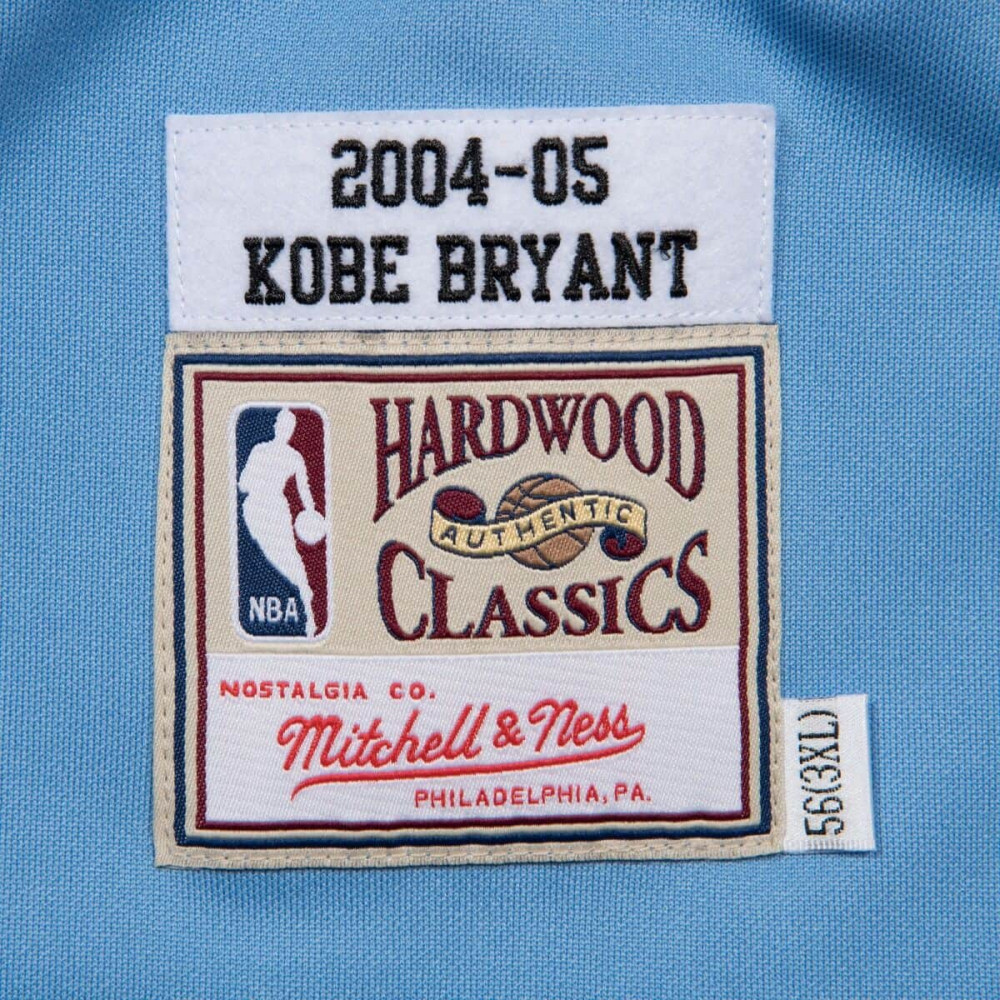 2004-05
KOBE BRYANT
HARDWOOD
AUTHENTIC
CLASSICS
NBA
NOSTALGIA CO.
Mitchell & Ness
PHILADELPHIA, PA.
56(3XL)